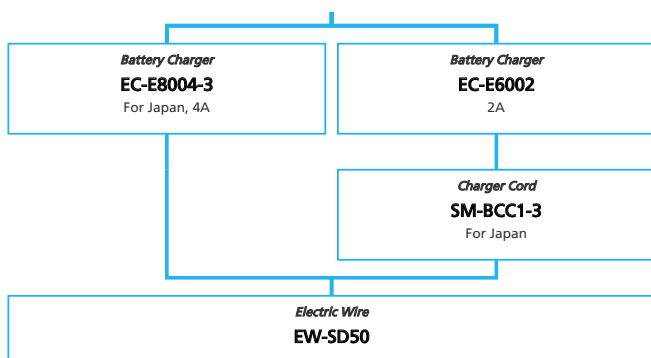 Battery Charger
EC-E8004-3
For Japan, 4A
Battery Charger
EC-E6002
2A
Charger Cord
SM-BCC1-3
For Japan
Electric Wire
EW-SD50